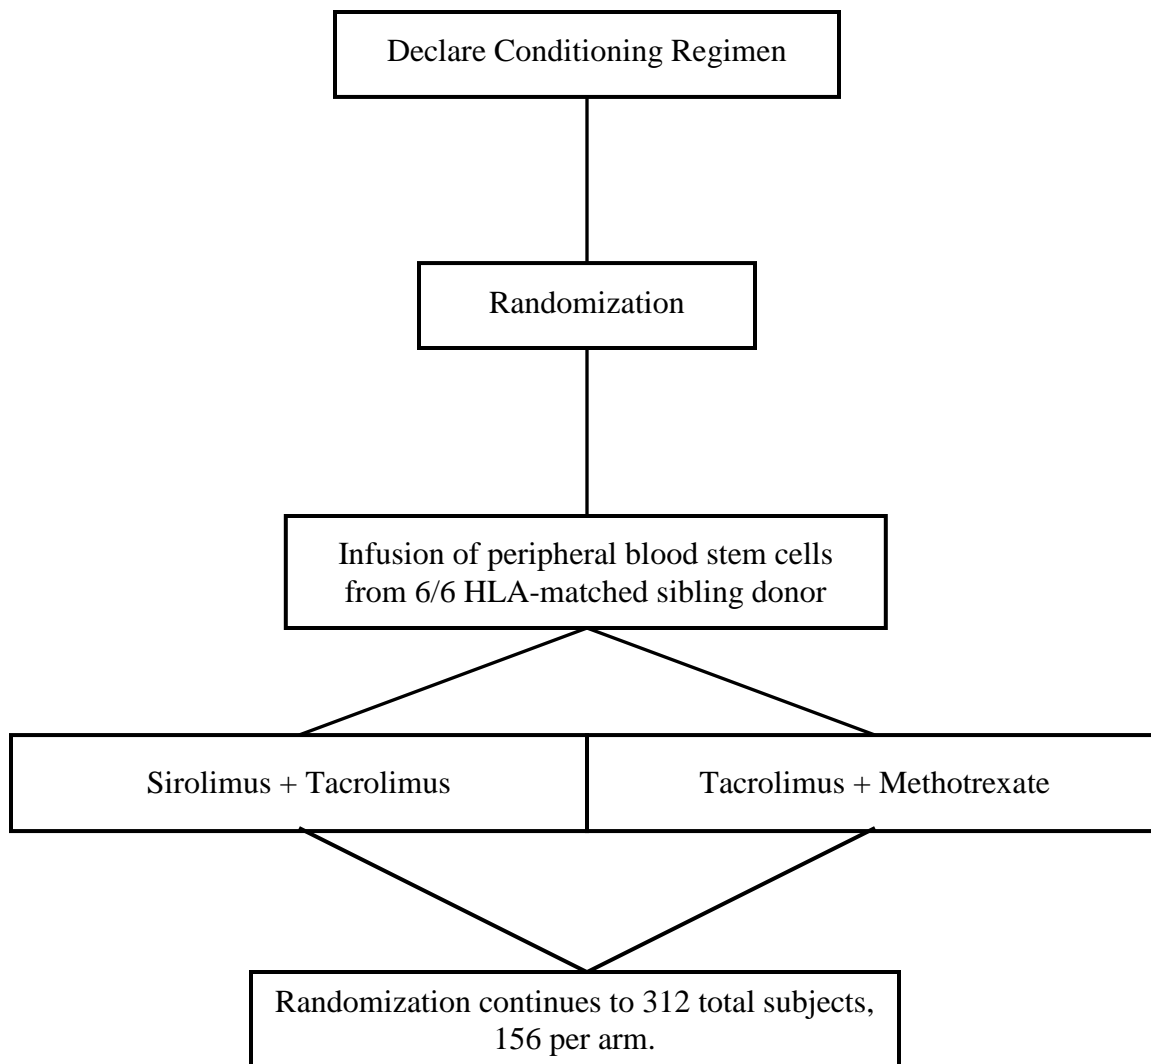 Declare Conditioning Regimen
Randomization
Infusion of peripheral blood stem cells
from 6/6 HLA-matched sibling donor
Sirolimus + Tacrolimus
Tacrolimus + Methotrexate
Randomization continues to 312 total subjects,
156 per arm.